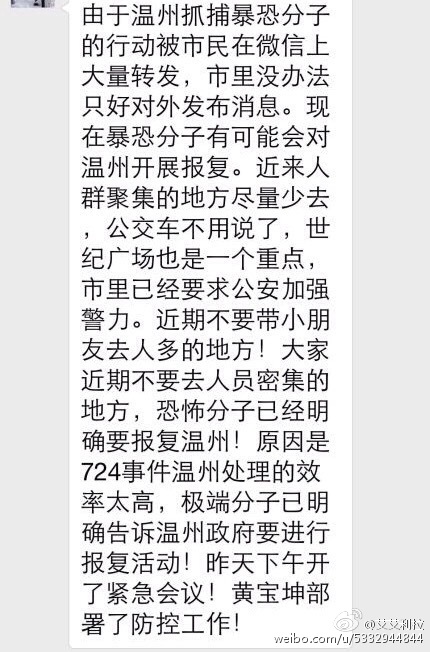 由于温州抓捕暴恐分子
的行动被市民在微信上
大量转发，市里没办法
只好对外发布消息。现
在暴恐分子有可能会对
温州开展报复。近来人
群聚集的地方尽量少去
，公交车不用说了，世
纪广场也是一个重点，
市里已经要求公安加强
警力。近期不要带小朋
友去人多的地方！大家
近期不要去人员密集的
地方，恐怖分子已经明
确要报复温州！原因是
724事件温州处理的效
率太高，极端分子已明
确告诉温州政府要进行
报复活动！昨天下午开
了紧急会议！黄宝坤部
署了防控工作！
@艾艾利拉
weibo.com/u/5332944344